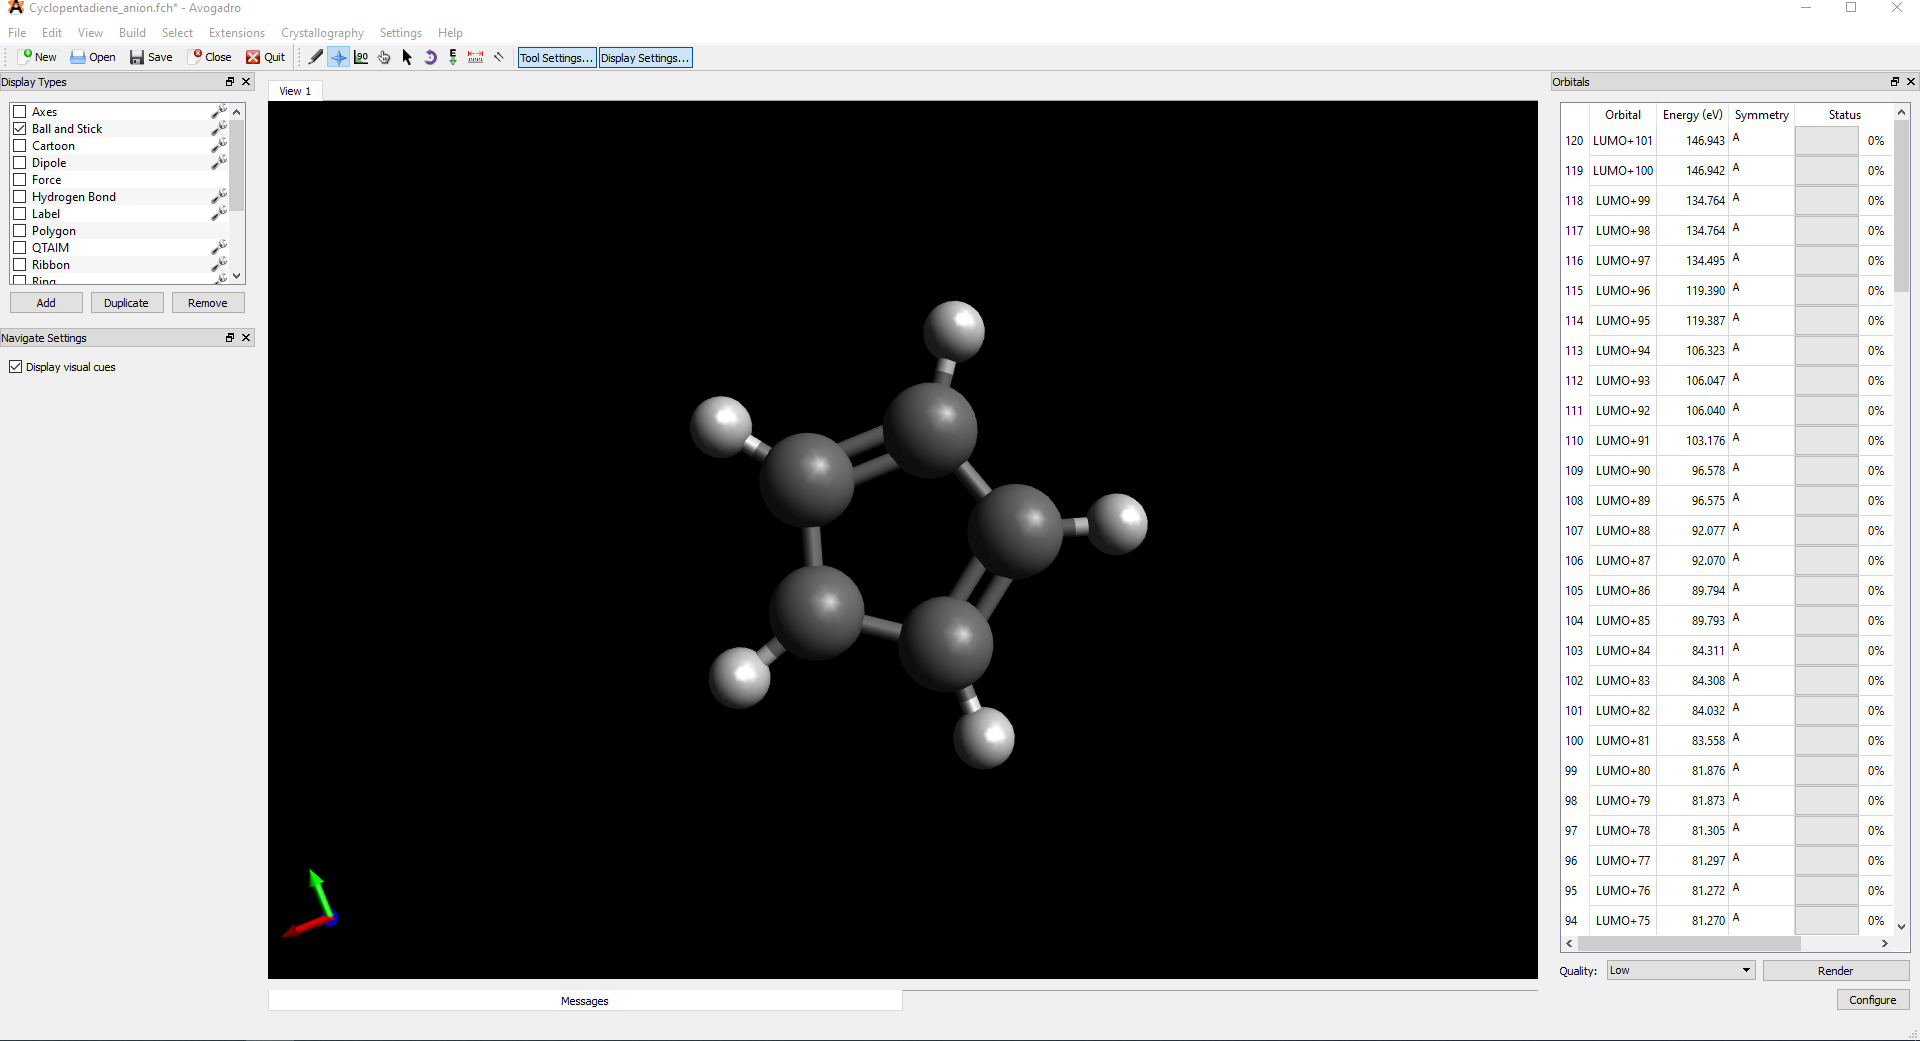 Cyclopentadiene_anion.fch* - Avogadro
File Edit View Build Select Extensions Crystallography Settings Help
New Open Save Close Quit 90 E Tool Settings... Display Settings...
Display Types
Axes
Ball and Stick
Cartoon
Dipole
Force
Hydrogen Bond
Label
Polygon
QTAIM
Ribbon
Ring
Add Duplicate Remove
Navigate Settings
Display visual cues
View 1
Messages
Orbitals
Orbital Energy (eV) Symmetry Status
120 LUMO+101 146.943 A 0%
119 LUMO+100 146.942 A 0%
118 LUMO+99 134.764 A 0%
117 LUMO+98 134.764 A 0%
116 LUMO+97 134.495 A 0%
115 LUMO+96 119.390 A 0%
114 LUMO+95 119.387 A 0%
113 LUMO+94 106.323 A 0%
112 LUMO+93 106.047 A 0%
111 LUMO+92 106.040 A 0%
110 LUMO+91 103.176 A 0%
109 LUMO+90 96.578 A 0%
108 LUMO+89 96.575 A 0%
107 LUMO+88 92.077 A 0%
106 LUMO+87 92.070 A 0%
105 LUMO+86 89.794 A 0%
104 LUMO+85 89.793 A 0%
103 LUMO+84 84.311 A 0%
102 LUMO+83 84.308 A 0%
101 LUMO+82 84.032 A 0%
100 LUMO+81 83.558 A 0%
99 LUMO+80 81.876 A 0%
98 LUMO+79 81.873 A 0%
97 LUMO+78 81.305 A 0%
96 LUMO+77 81.297 A 0%
95 LUMO+76 81.272 A 0%
94 LUMO+75 81.270 A 0%
Quality: Low Render
Configure